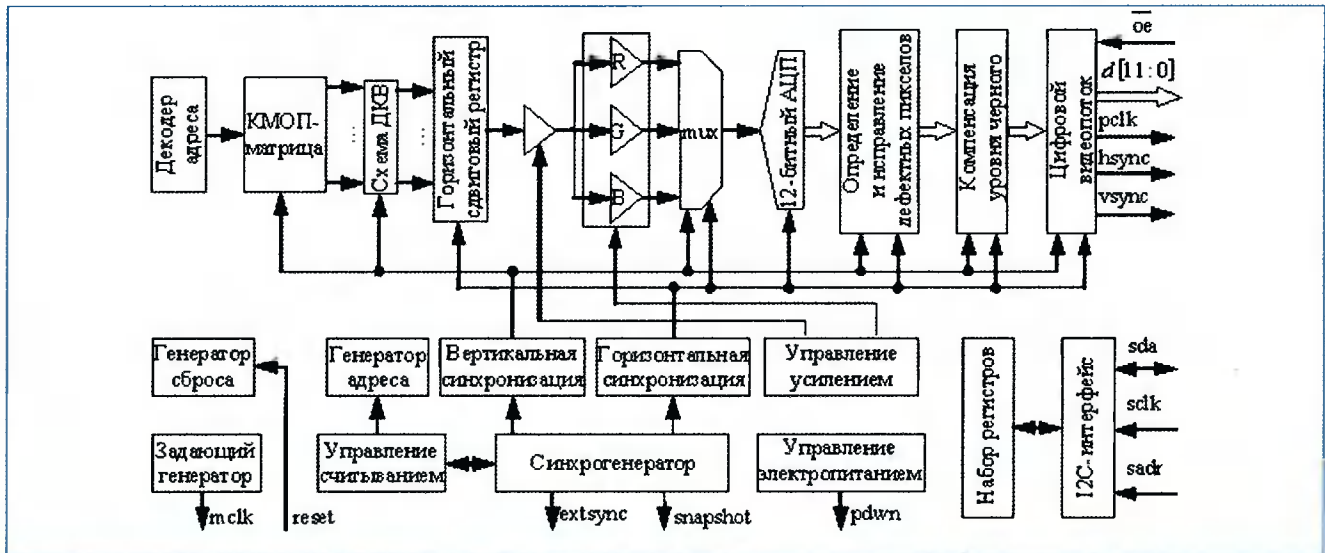 Декодер
адреса
КМОП-
матрица
Схема ДКВ
Горизонтальный
сдвиговый регистр
R
G
B
mux
12-битный АЦП
Определение
и исправление
дефектных пикселов
Компенсация
уровня черного
Цифровой
видеопоток
oe
d[11:0]
pclk
hsync
vsync
Генератор
сброса
Генератор
адреса
Вертикальная
синхронизация
Горизонтальная
синхронизация
Управление
усилением
Задающий
генератор
Управление
считыванием
Синхрогенератор
Управление
электропитанием
Набор регистров
I2C-интерфейс
sda
sclk
sadr
mclk
reset
extsync
snapshot
pdwn